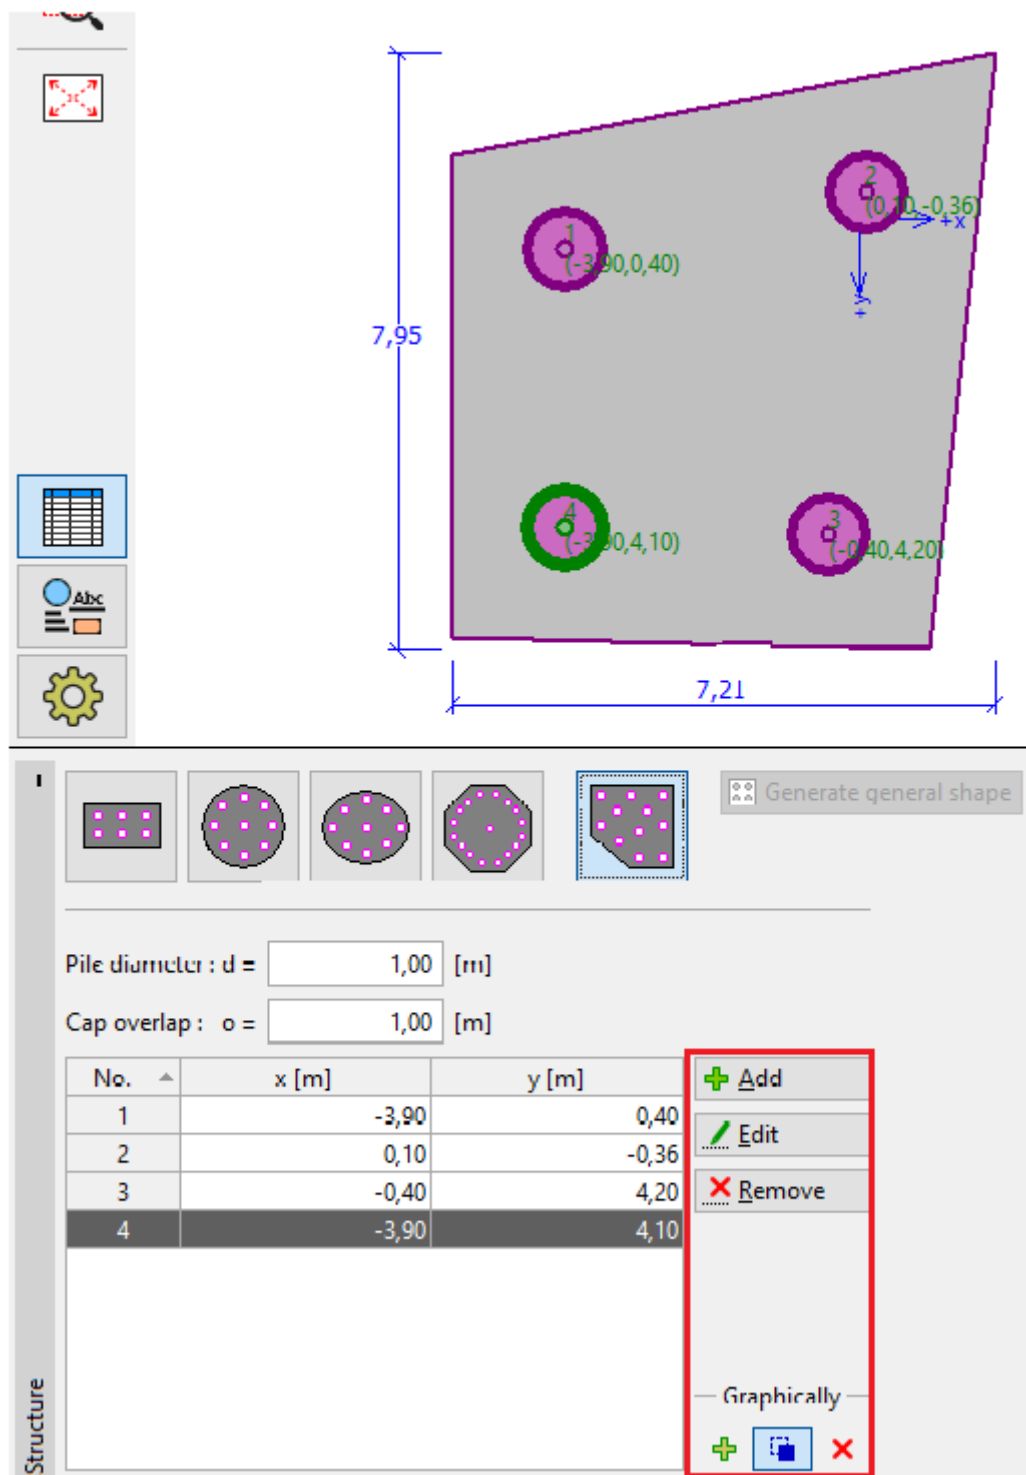 Abc
2
(0,10,-0,36)
+x
1
(-3,90,0,40)
+y
7,95
4
(-3,90,4,10)
3
(-0,40,4,20)
7,21
Generate general shape
Pile diameter : d = 1,00 [m]
Cap overlap : o = 1,00 [m]
No. x [m] y [m]
1 -3,90 0,40
2 0,10 -0,36
3 -0,40 4,20
4 -3,90 4,10
Add
Edit
Remove
Graphically
Structure